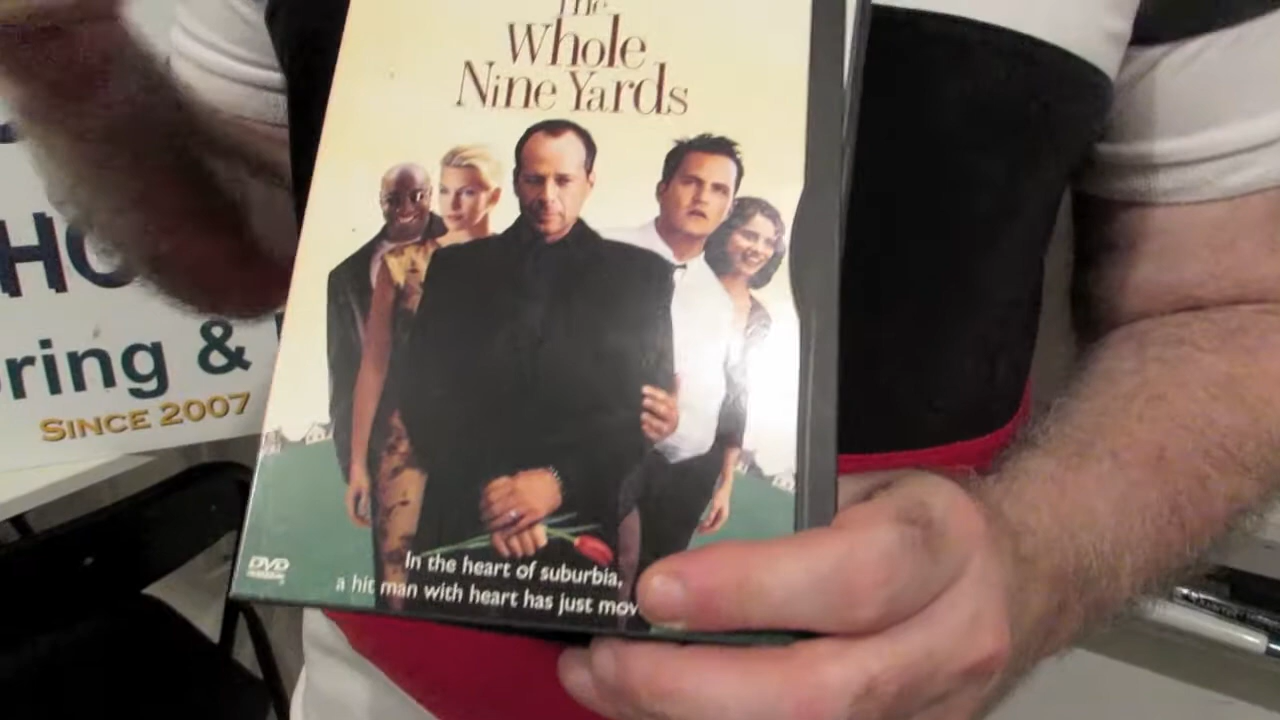 The
Whole
Nine Yards
HO
ring &
SINCE 2007
DVD
In the heart of suburbia,
a hit man with heart has just mov